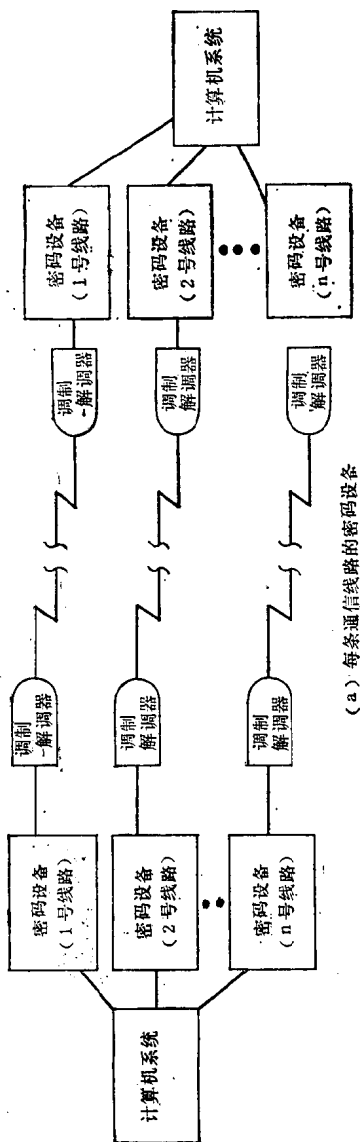 计算机系统
密码设备
（1号线路）
密码设备
（2号线路）
密码设备
（n号线路）
调制
-解调器
调制
解调器
调制
解调器
调制
-解调器
调制
解调器
调制
解调器
密码设备
（1号线路）
密码设备
（2号线路）
密码设备
（n号线路）
计算机系统
（a）每条通信线路的密码设备